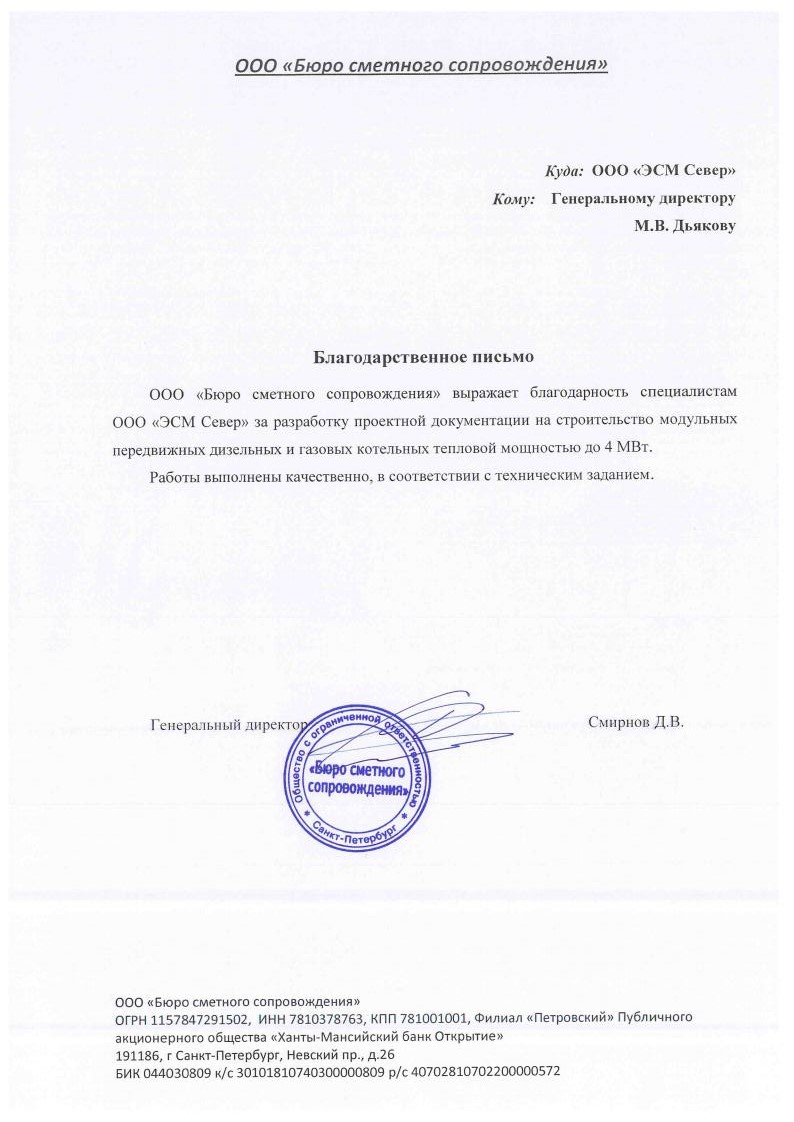 ООО «Бюро сметного сопровождения»
Куда: ООО «ЭСМ Север»
Кому: Генеральному директору
М.В. Дьякову
Благодарственное письмо
ООО «Бюро сметного сопровождения» выражает благодарность специалистам
ООО «ЭСМ Север» за разработку проектной документации на строительство модульных
передвижных дизельных и газовых котельных тепловой мощностью до 4 МВт.
Работы выполнены качественно, в соответствии с техническим заданием.
Генеральный директор
Смирнов Д.В.
Общество с ограниченной ответственностью
«Бюро сметного
сопровождения»
* Санкт-Петербург *
ООО «Бюро сметного сопровождения»
ОГРН 1157847291502, ИНН 7810378763, КПП 781001001, Филиал «Петровский» Публичного
акционерного общества «Ханты-Мансийский банк Открытие»
191186, г Санкт-Петербург, Невский пр., д.26
БИК 044030809 к/с 30101810740300000809 р/с 40702810702200000572